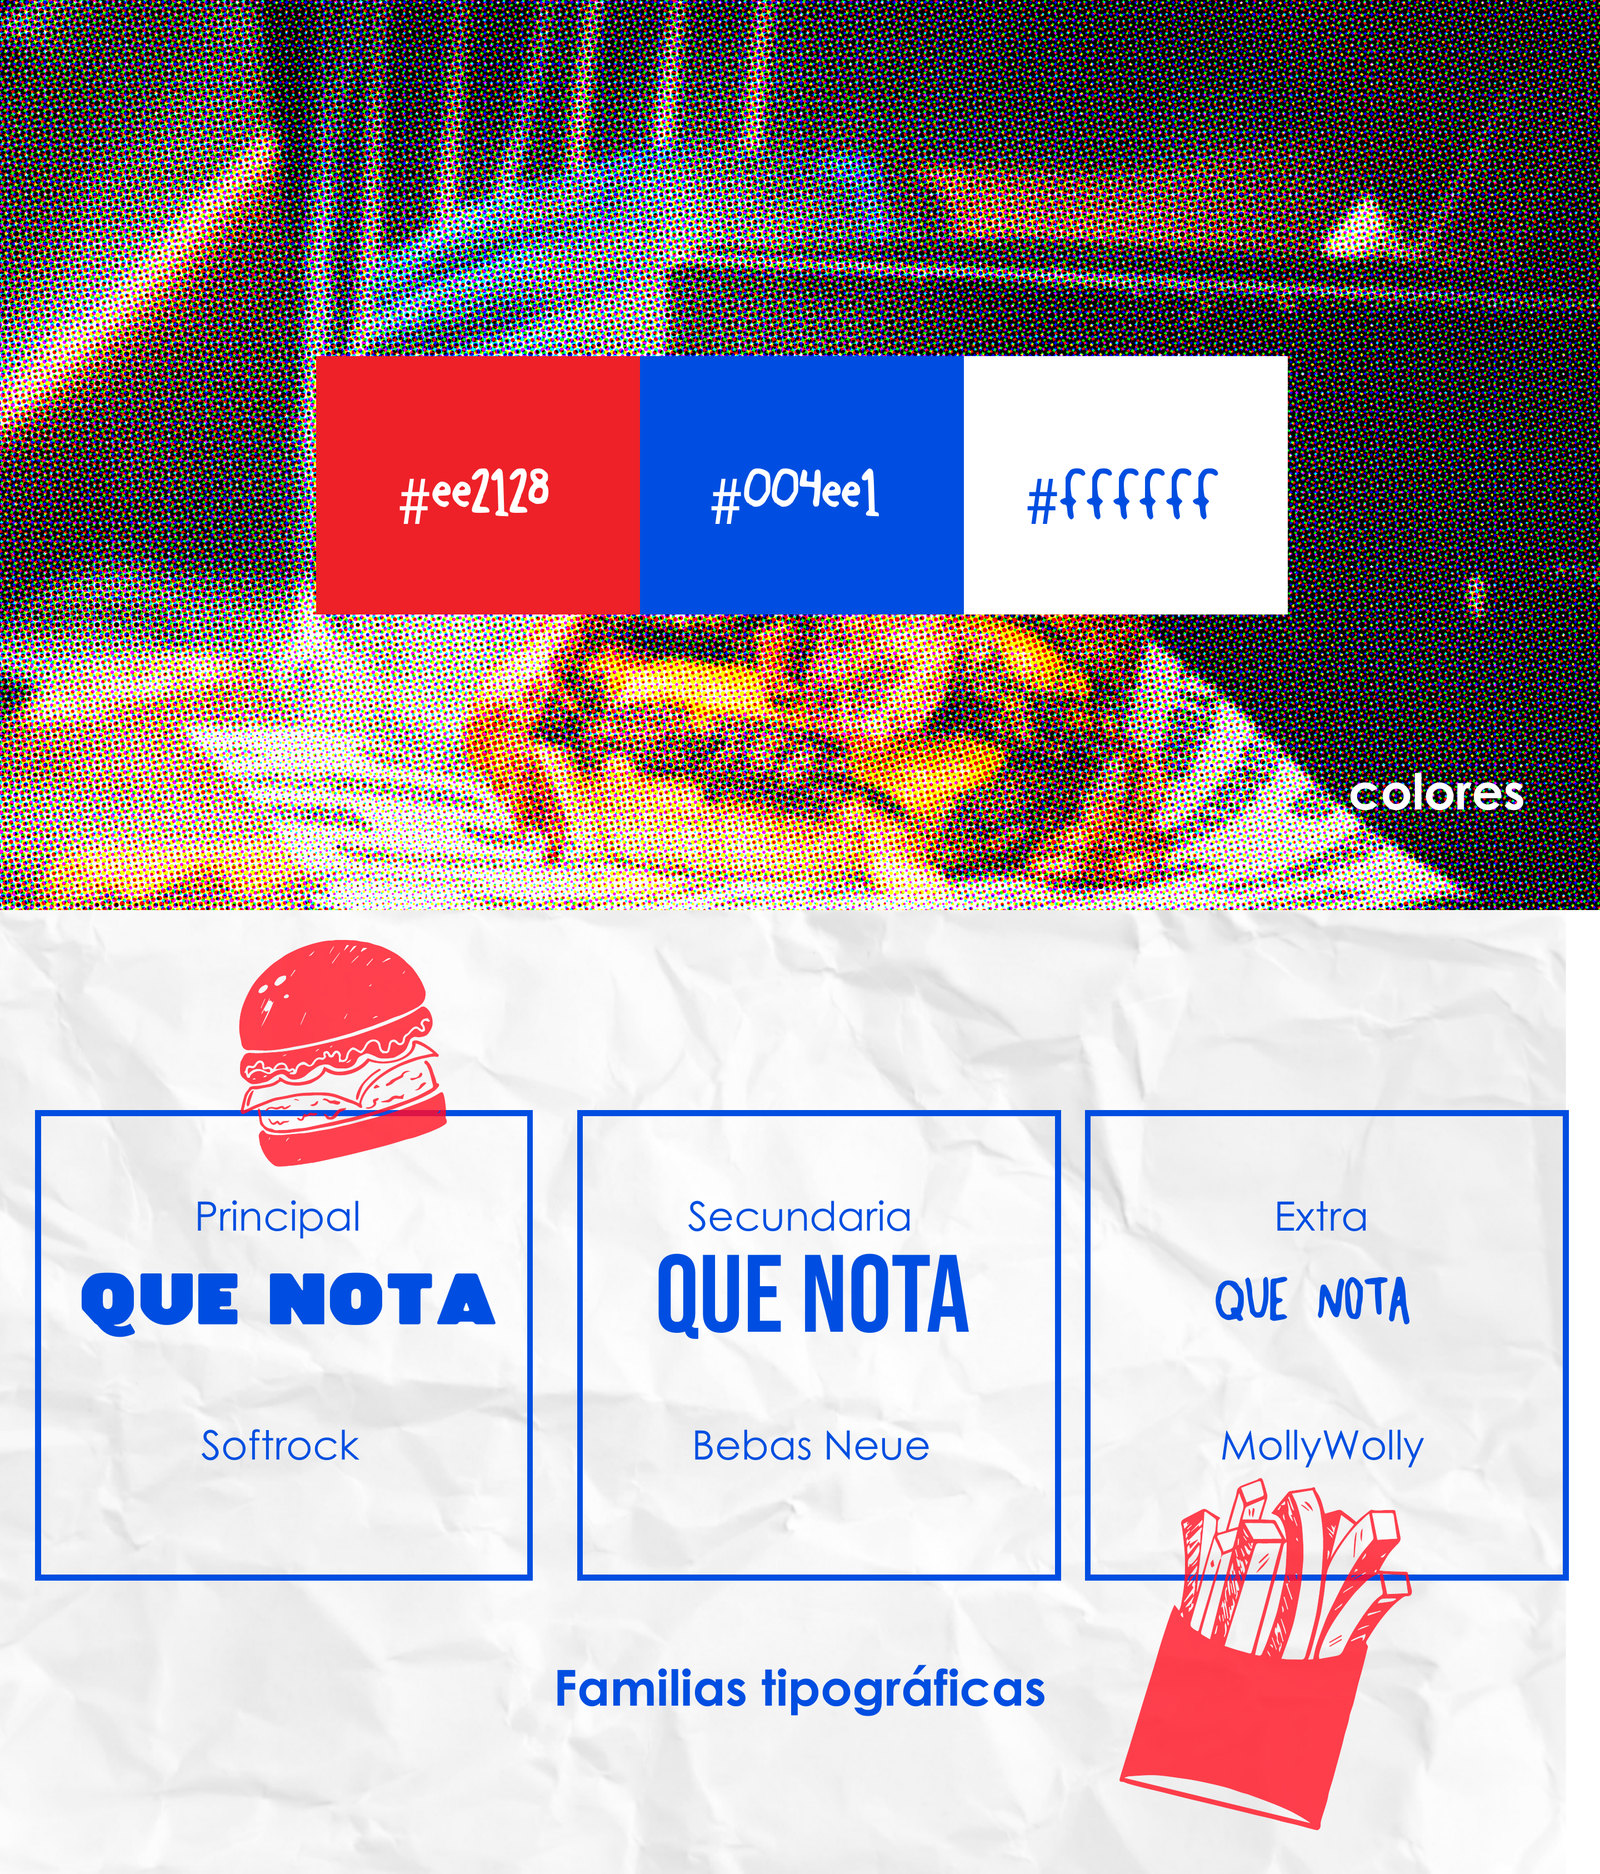 #ee2128
#004ee1
#ffffff
colores
Principal
QUE NOTA
Softrock
Secundaria
QUE NOTA
Bebas Neue
Extra
QUE NOTA
MollyWolly
Familias tipográficas